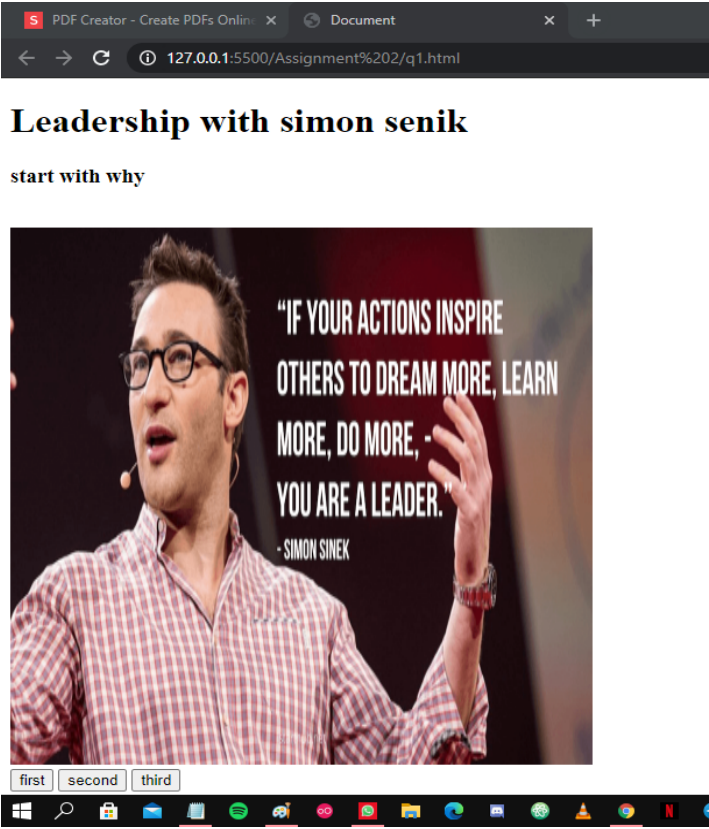 S PDF Creator - Create PDFs Online
Document
127.0.0.1:5500/Assignment%202/q1.html
Leadership with simon senik
start with why
“IF YOUR ACTIONS INSPIRE
OTHERS TO DREAM MORE, LEARN
MORE, DO MORE, -
YOU ARE A LEADER.”
- SIMON SINEK
first second third
N